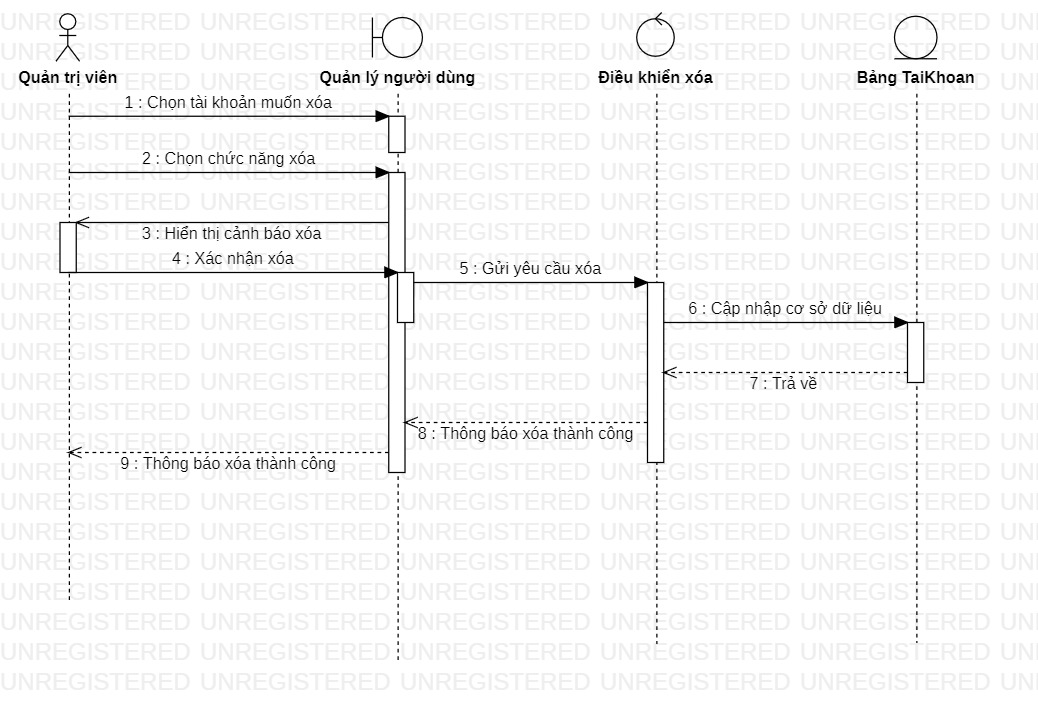 Quản trị viên
Quản lý người dùng
Điều khiển xóa
Bảng TaiKhoan
1 : Chọn tài khoản muốn xóa
2 : Chọn chức năng xóa
3 : Hiển thị cảnh báo xóa
4 : Xác nhận xóa
5 : Gửi yêu cầu xóa
6 : Cập nhập cơ sở dữ liệu
7 : Trả về
8 : Thông báo xóa thành công
9 : Thông báo xóa thành công
UNREGISTERED UNREGISTERED UNREGISTERED UNREGISTERED UNREGISTERED UNI